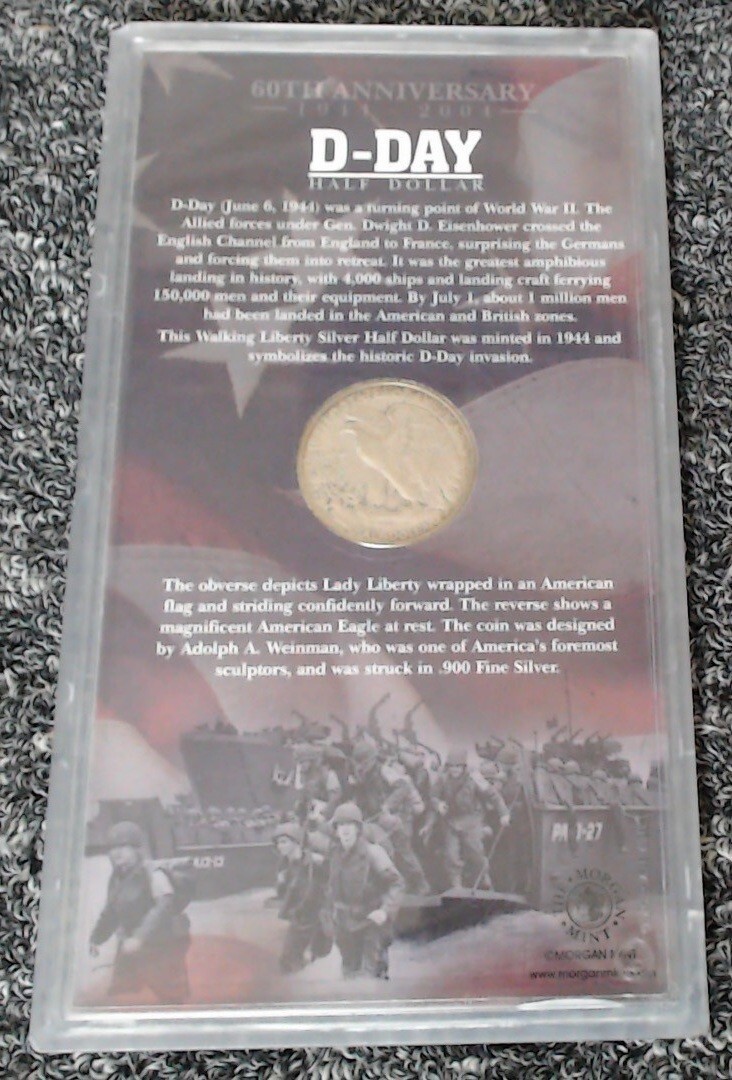 60TH ANNIVERSARY
1944 2004
D-DAY
HALF DOLLAR
D-Day (June 6, 1944) was a turning point of World War II. The
Allied forces under Gen. Dwight D. Eisenhower crossed the
English Channel from England to France, surprising the Germans
and forcing them into retreat. It was the greatest amphibious
landing in history, with 4,000 ships and landing craft ferrying
150,000 men and their equipment. By July 1, about 1 million men
had been landed in the American and British zones.
This Walking Liberty Silver Half Dollar was minted in 1944 and
symbolizes the historic D-Day invasion.
The obverse depicts Lady Liberty wrapped in an American
flag and striding confidently forward. The reverse shows a
magnificent American Eagle at rest. The coin was designed
by Adolph A. Weinman, who was one of America's foremost
sculptors, and was struck in .900 Fine Silver.
PA 1-27
THE MORGAN MINT
©MORGAN MINT